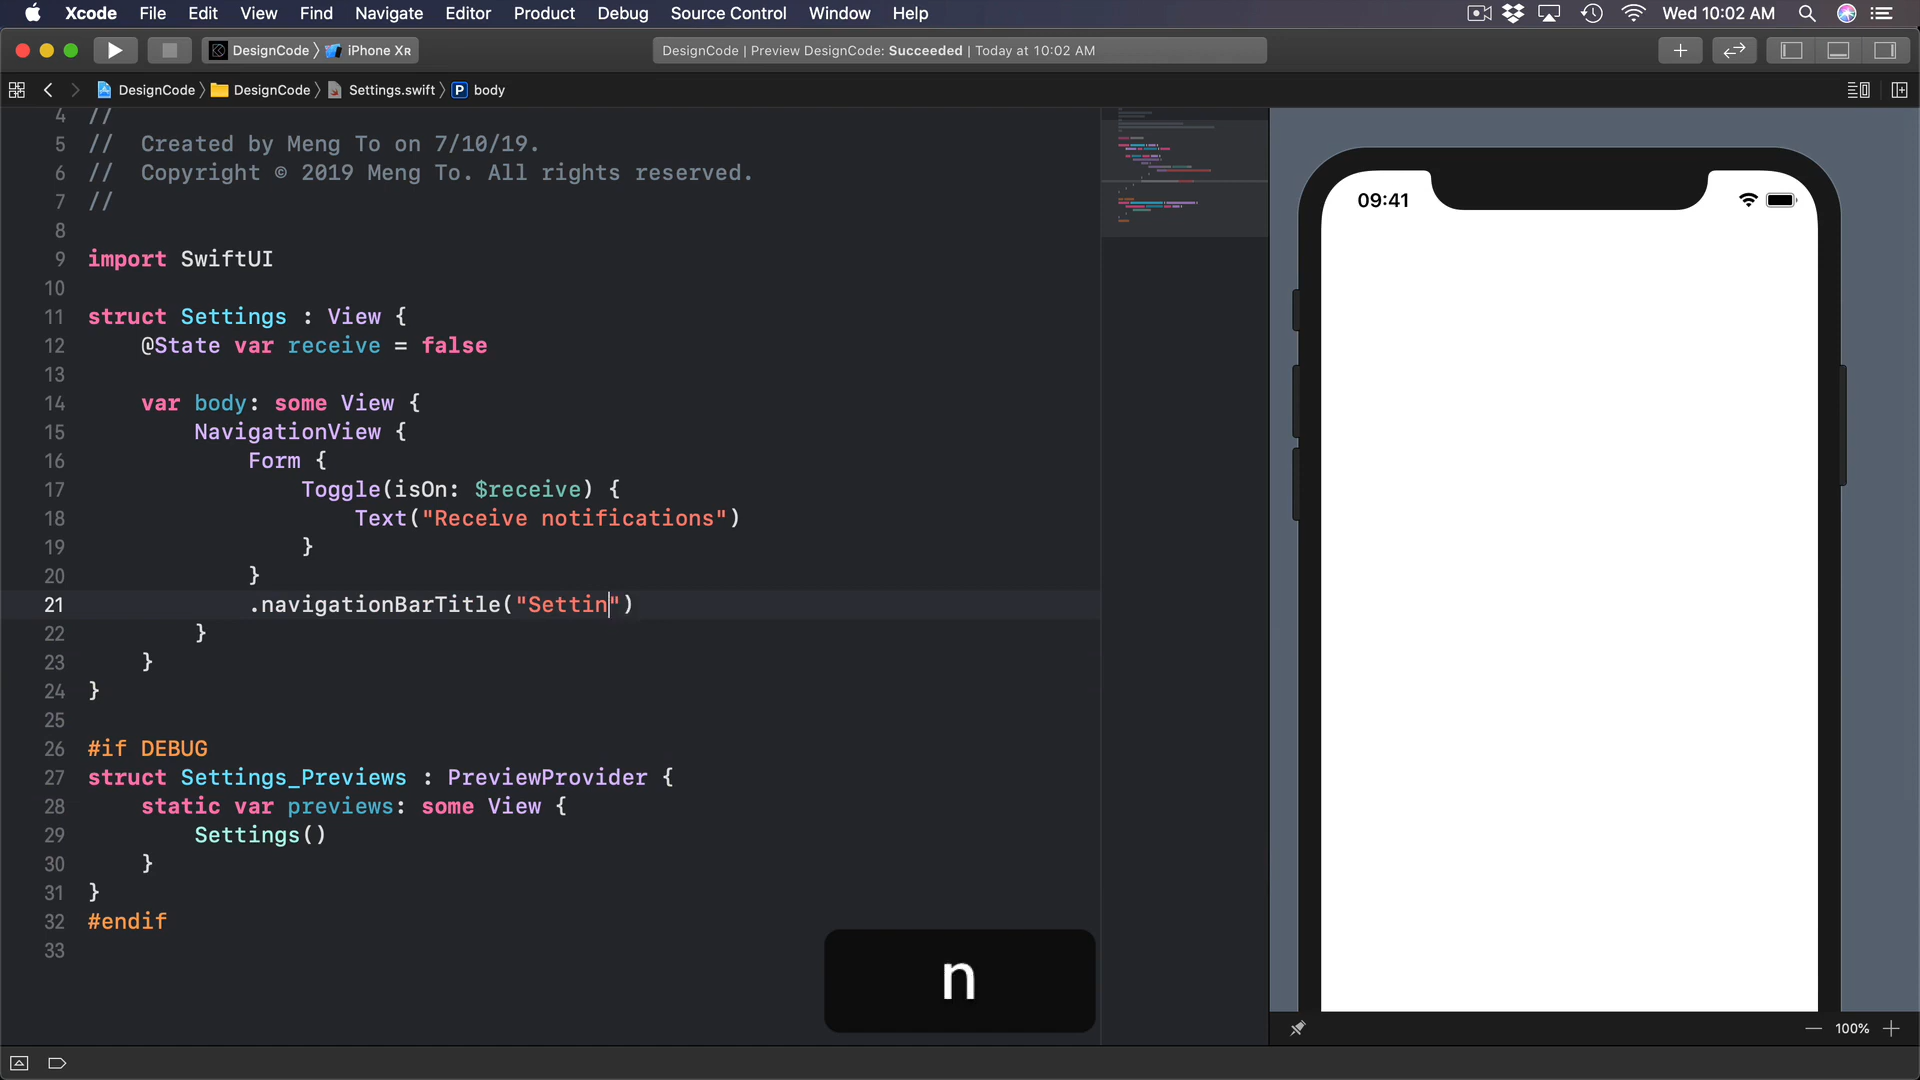 Xcode File Edit View Find Navigate Editor Product Debug Source Control Window Help Wed 10:02 AM
DesignCode 〉 iPhone XR DesignCode | Preview DesignCode: Succeeded | Today at 10:02 AM
DesignCode 〉 DesignCode 〉 Settings.swift 〉 P body
4 //
5 //  Created by Meng To on 7/10/19.
6 //  Copyright © 2019 Meng To. All rights reserved.
7 //
8
9 import SwiftUI
10
11 struct Settings : View {
12     @State var receive = false
13
14     var body: some View {
15         NavigationView {
16             Form {
17                 Toggle(isOn: $receive) {
18                     Text("Receive notifications")
19                 }
20             }
21             .navigationBarTitle("Settin")
22         }
23     }
24 }
25
26 #if DEBUG
27 struct Settings_Previews : PreviewProvider {
28     static var previews: some View {
29         Settings()
30     }
31 }
32 #endif
33
n
09:41
100%